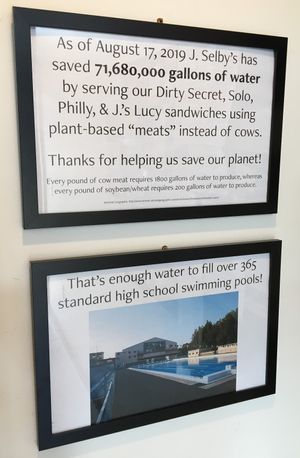 As of August 17, 2019 J. Selby's has
saved 71,680,000 gallons of water
by serving our Dirty Secret, Solo,
Philly, & J.'s Lucy sandwiches using
plant-based “meats” instead of cows.
Thanks for helping us save our planet!
Every pound of cow meat requires 1800 gallons of water to produce, whereas
every pound of soybean/wheat requires 200 gallons of water to produce.
That's enough water to fill over 365
standard high school swimming pools!